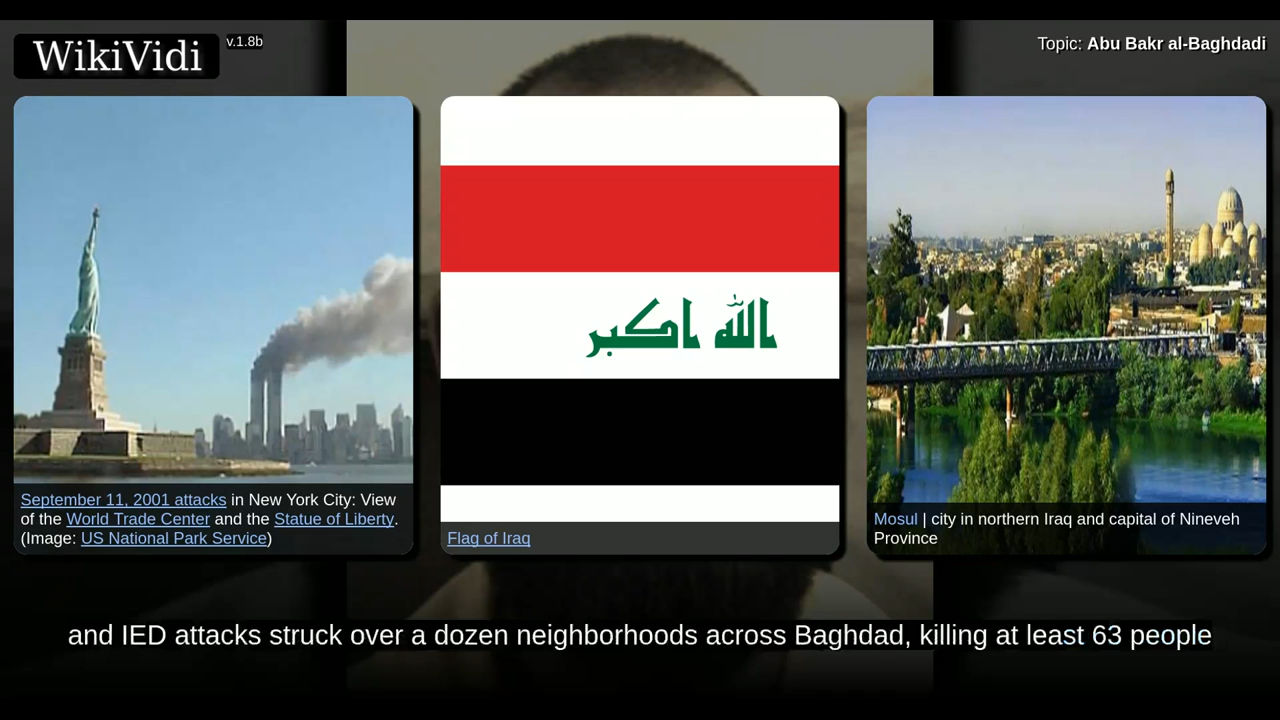 WikiVidi v.1.8b
Topic: Abu Bakr al-Baghdadi
September 11, 2001 attacks in New York City: View
of the World Trade Center and the Statue of Liberty.
(Image: US National Park Service)
الله اكبر
Flag of Iraq
Mosul | city in northern Iraq and capital of Nineveh
Province
and IED attacks struck over a dozen neighborhoods across Baghdad, killing at least 63 people